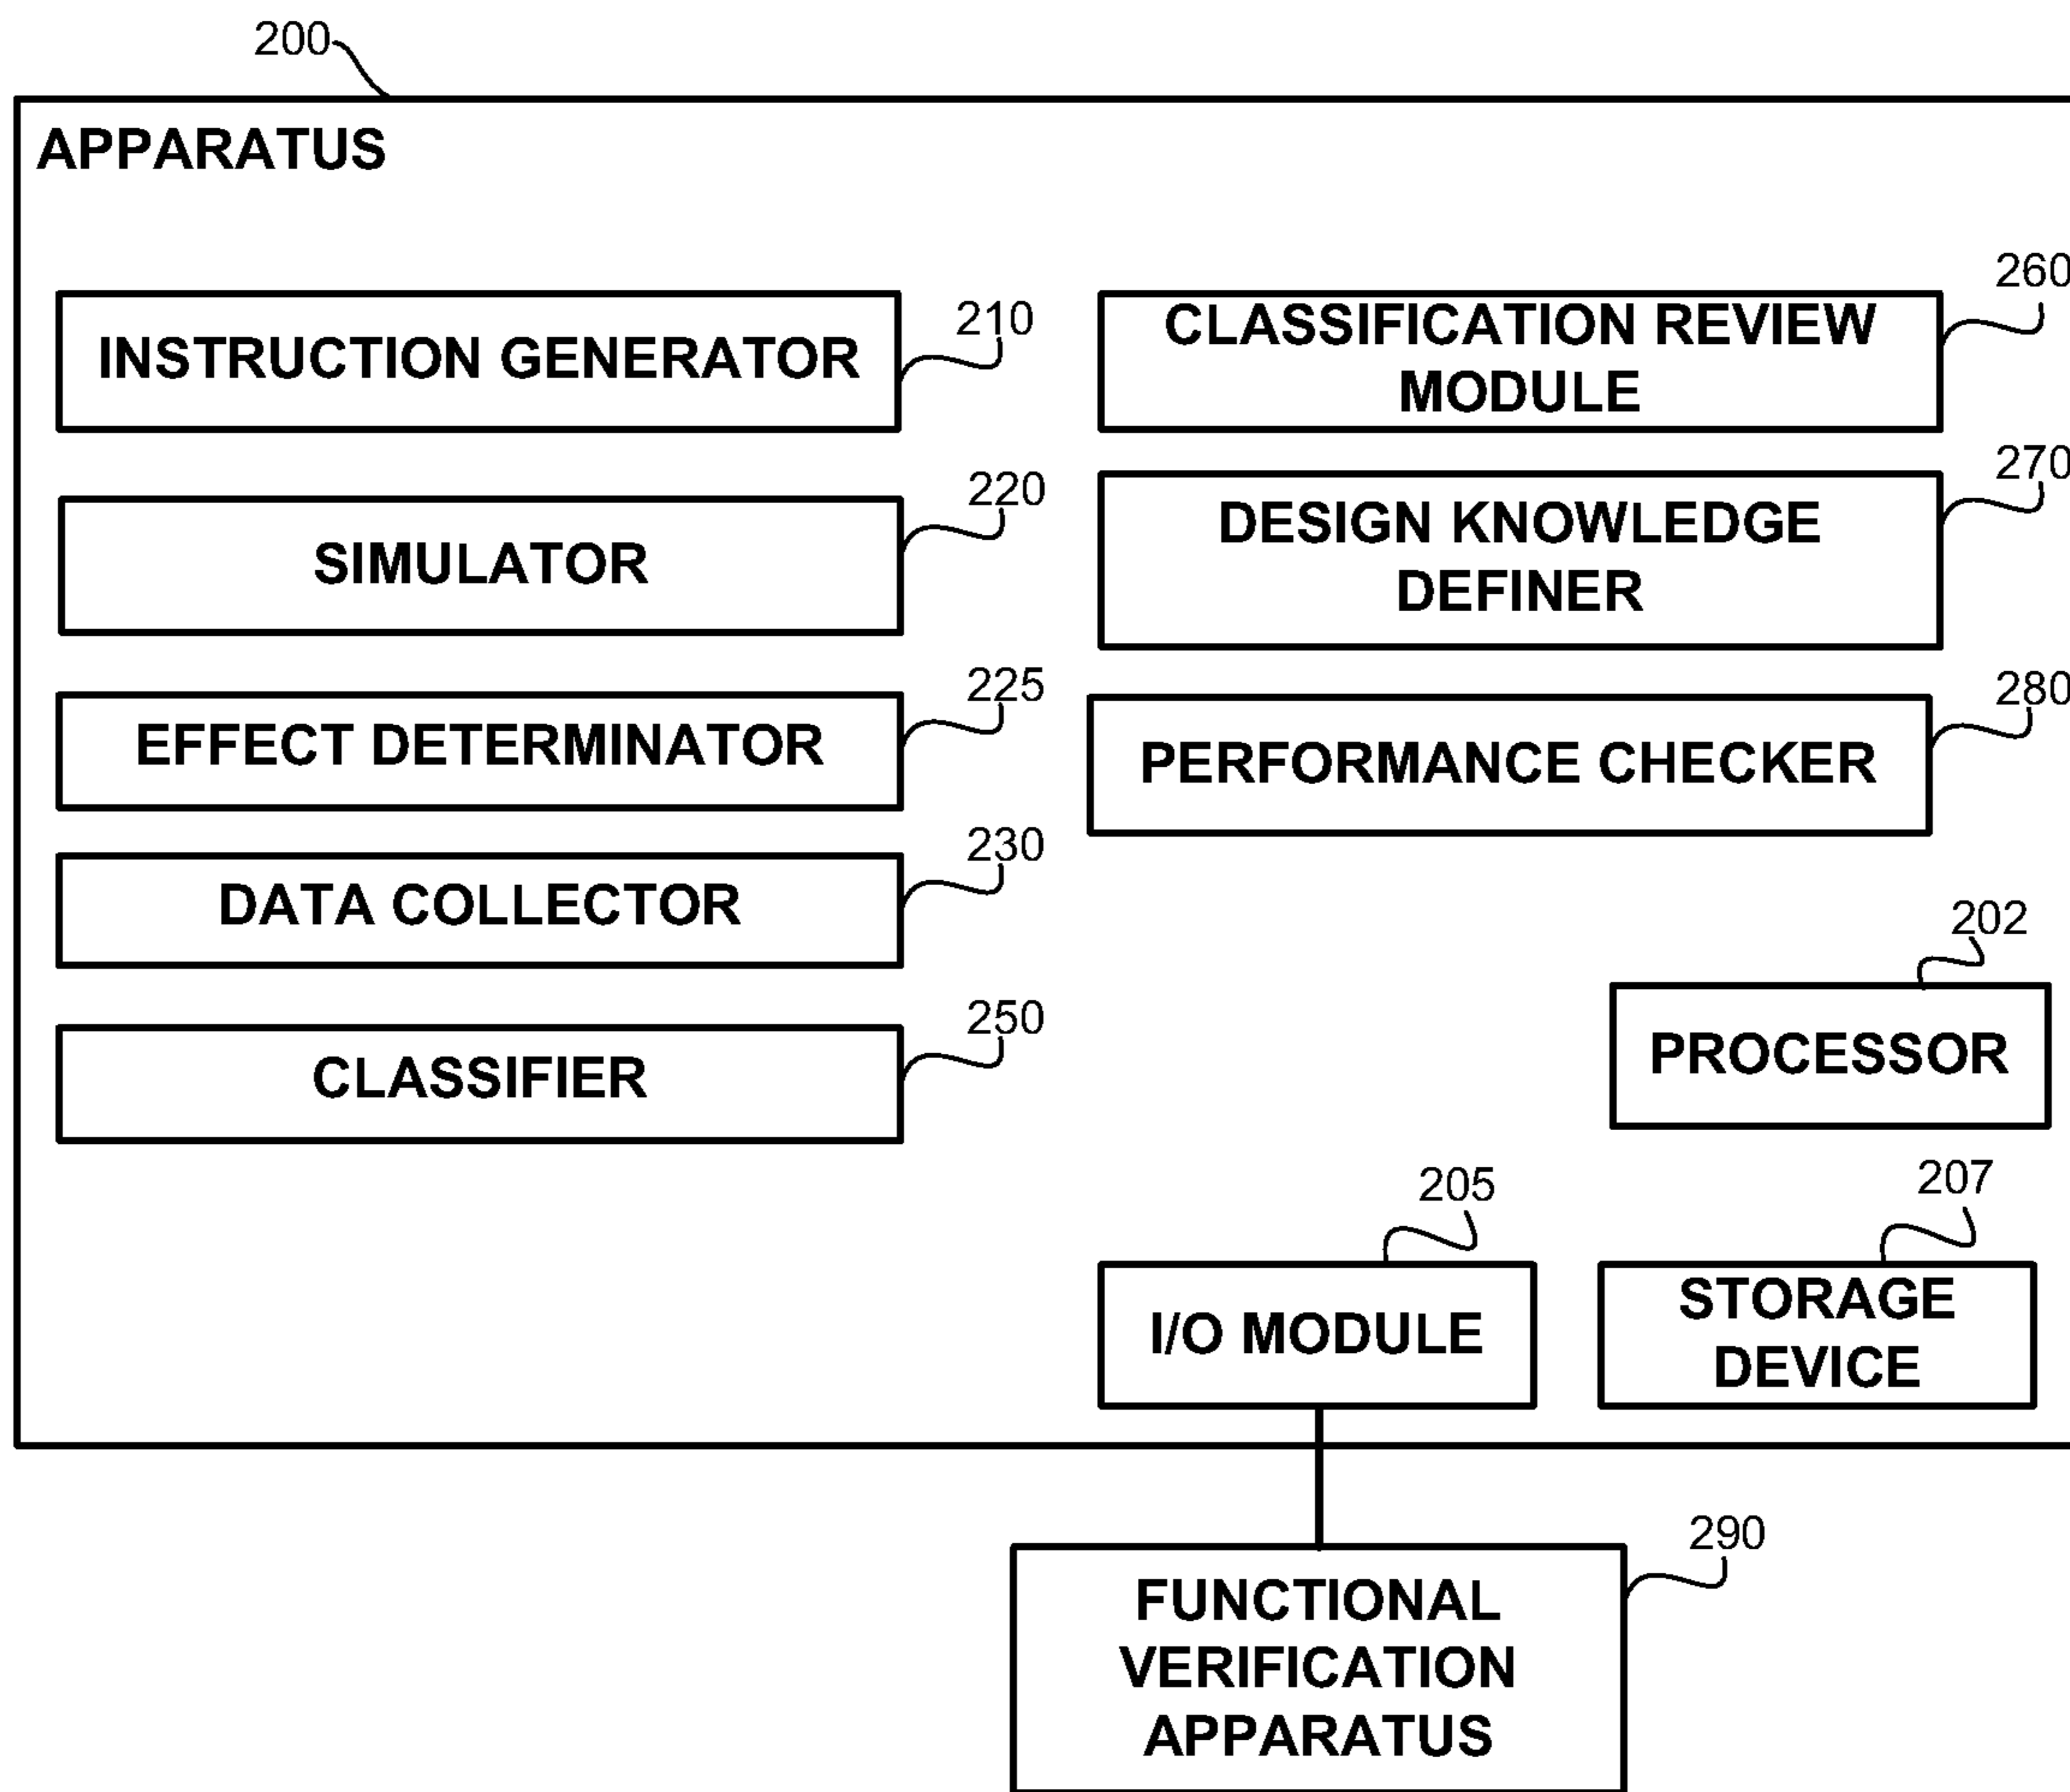 200
APPARATUS
INSTRUCTION GENERATOR
210
SIMULATOR
220
EFFECT DETERMINATOR
225
DATA COLLECTOR
230
CLASSIFIER
250
CLASSIFICATION REVIEW
MODULE
260
DESIGN KNOWLEDGE
DEFINER
270
PERFORMANCE CHECKER
280
202
PROCESSOR
205
I/O MODULE
207
STORAGE
DEVICE
290
FUNCTIONAL
VERIFICATION
APPARATUS